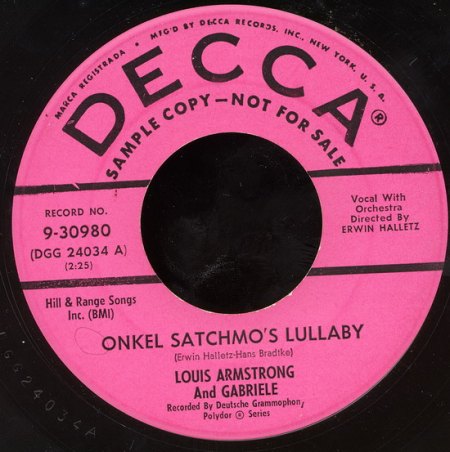 MARCA REGISTRADA • MFG'D BY DECCA RECORDS, INC., NEW YORK, U. S. A.
DECCA®
SAMPLE COPY—NOT FOR SALE
RECORD NO.
9-30980
(DGG 24034 A)
(2:25)
Vocal With
Orchestra
Directed By
ERWIN HALLETZ
Hill & Range Songs
Inc. (BMI)
ONKEL SATCHMO'S LULLABY
(Erwin Halletz-Hans Bradtke)
LOUIS ARMSTRONG
And GABRIELE
Recorded By Deutsche Grammophon,
Polydor ® Series